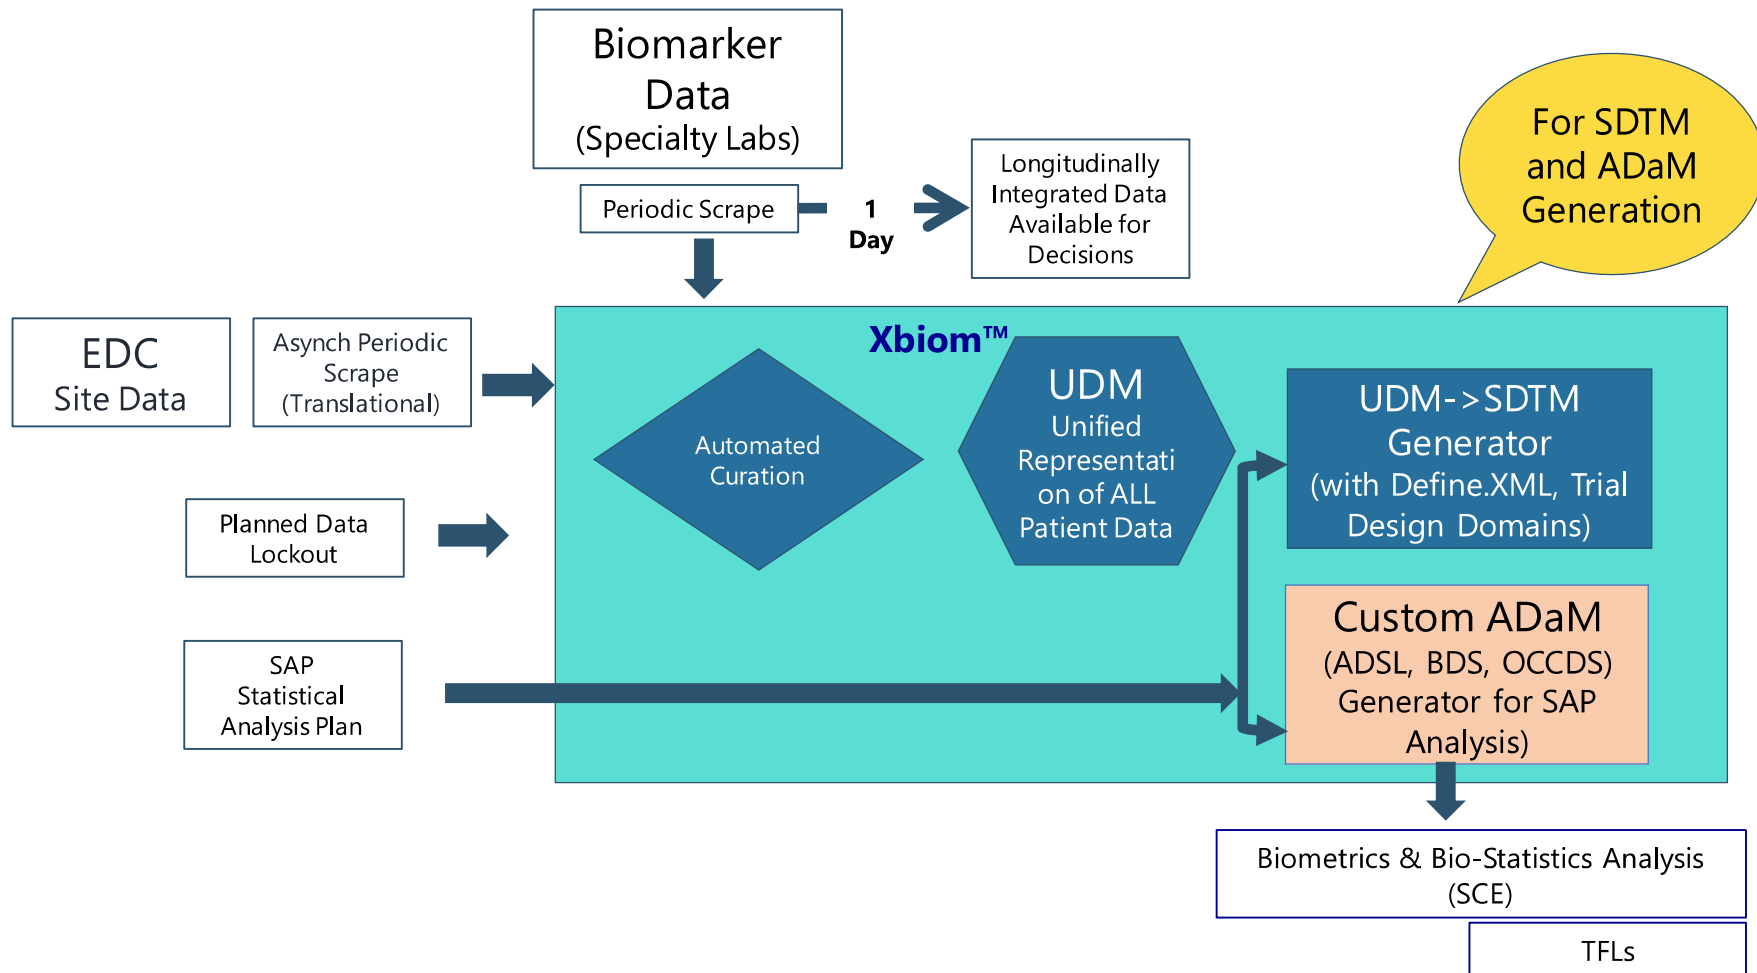 Biomarker
Data
(Specialty Labs)
Periodic Scrape
1
Day
Longitudinally
Integrated Data
Available for
Decisions
For SDTM
and ADaM
Generation
EDC
Site Data
Asynch Periodic
Scrape
(Translational)
Xbiom™
Automated
Curation
UDM
Unified
Representati
on of ALL
Patient Data
UDM->SDTM
Generator
(with Define.XML, Trial
Design Domains)
Planned Data
Lockout
SAP
Statistical
Analysis Plan
Custom ADaM
(ADSL, BDS, OCCDS)
Generator for SAP
Analysis)
Biometrics & Bio-Statistics Analysis
(SCE)
TFLs